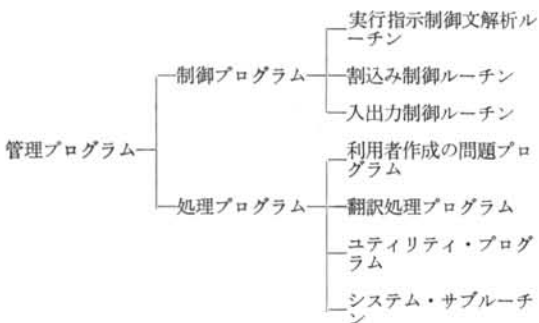 実行指示制御文解析ル
ーチン
制御プログラム
割込み制御ルーチン
入出力制御ルーチン
管理プログラム
利用者作成の問題プロ
グラム
処理プログラム
翻訳処理プログラム
ユティリティ・プログ
ラム
システム・サブルーチ
ン